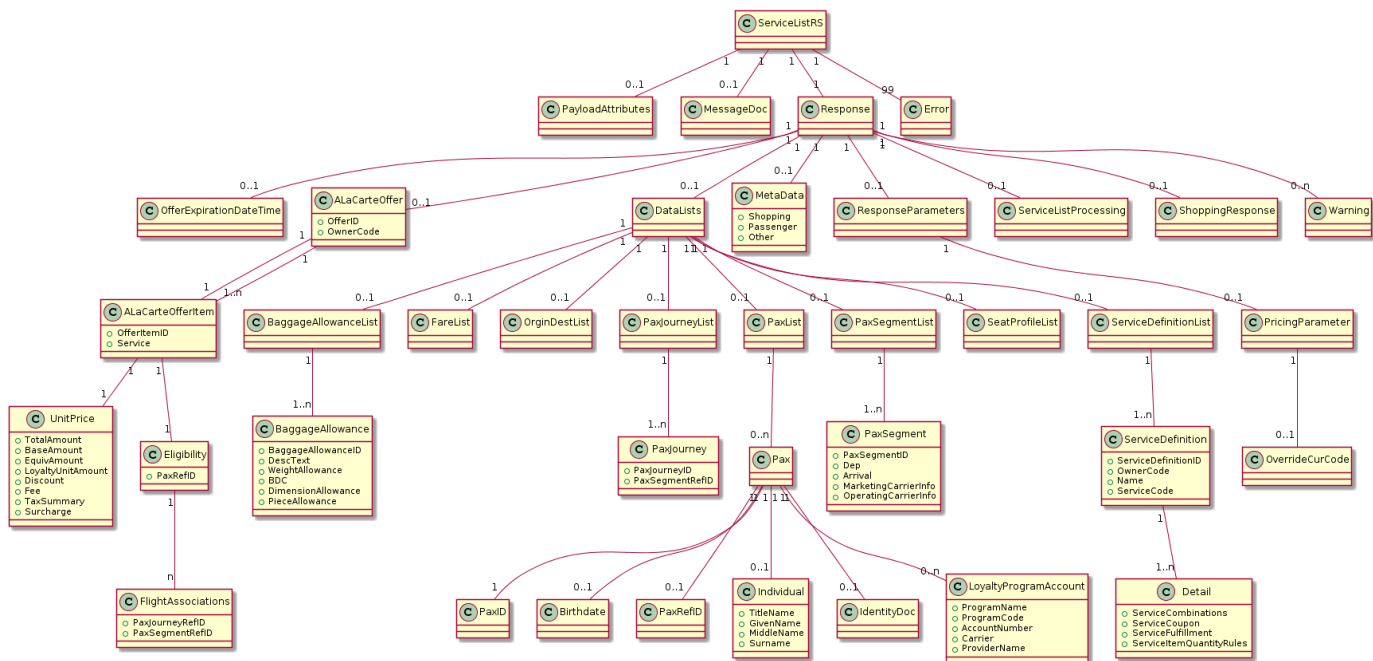 C ServiceListRS
1 1 1 1
0..1 0..1 1 99
C PayloadAttributes C MessageDoc C Response C Error
1 1 1 1 1 1 1
0..1 0..1 0..1 0..1 0..1 0..1 0..1 0..n
C OfferExpirationDateTime
C ALaCarteOffer
OfferID
OwnerCode
C DataLists
C MetaData
Shopping
Passenger
Other
C ResponseParameters
C ServiceListProcessing
C ShoppingResponse
C Warning
1 1
1 1..n
1 1 1 1 1 1 1
1
0..1 0..1 0..1 0..1 0..1 0..1 0..1 0..1 0..1
C ALaCarteOfferItem
OfferItemID
Service
C BaggageAllowanceList
C FareList
C OrginDestList
C PaxJourneyList
C PaxList
C PaxSegmentList
C SeatProfileList
C ServiceDefinitionList
C PricingParameter
1 1 1 1 1 1 1 1
1 1 1..n 1..n 0..n 1..n 1..n 0..1
C UnitPrice
TotalAmount
BaseAmount
EquivAmount
LoyaltyUnitAmount
Discount
Fee
TaxSummary
Surcharge
C Eligibility
PaxRefID
C BaggageAllowance
BaggageAllowanceID
DescText
WeightAllowance
BDC
DimensionAllowance
PieceAllowance
C PaxJourney
PaxJourneyID
PaxSegmentRefID
C Pax
C PaxSegment
PaxSegmentID
Dep
Arrival
MarketingCarrierInfo
OperatingCarrierInfo
C ServiceDefinition
ServiceDefinitionID
OwnerCode
Name
ServiceCode
C OverrideCurCode
1 1 1 1 1 1 1 1
n 1 0..1 0..1 0..1 0..1 0..n 1..n
C FlightAssociations
PaxJourneyRefID
PaxSegmentRefID
C PaxID
C Birthdate
C PaxRefID
C Individual
TitleName
GivenName
MiddleName
Surname
C IdentityDoc
C LoyaltyProgramAccount
ProgramName
ProgramCode
AccountNumber
Carrier
ProviderName
C Detail
ServiceCombinations
ServiceCoupon
ServiceFulfillment
ServiceItemQuantityRules